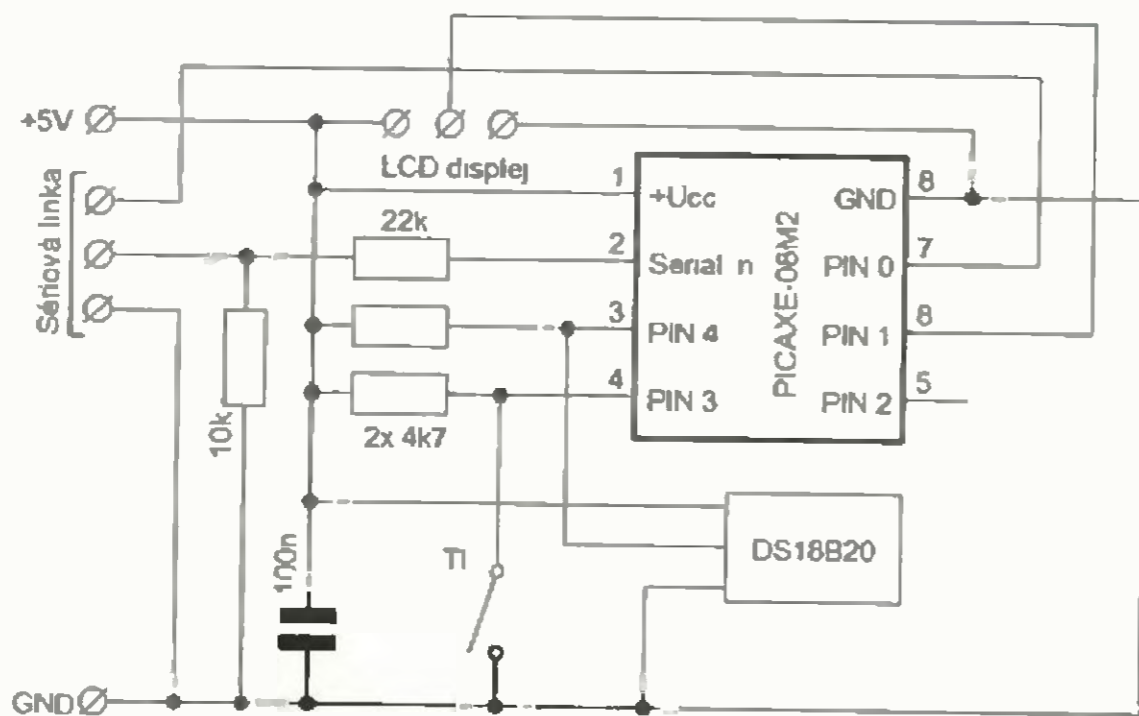 +5V
LCD displej
Sériová linka
22k
10k
2x 4k7
100n
Tl
GND
1
+Ucc
2
Serial n
3
PIN 4
4
PIN 3
PICAXE-08M2
GND
8
PIN 0
7
PIN 1
8
PIN 2
5
DS18B20